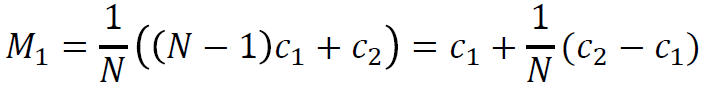 M₁ = 1/N((N − 1)c₁ + c₂) = c₁ + 1/N(c₂ − c₁)